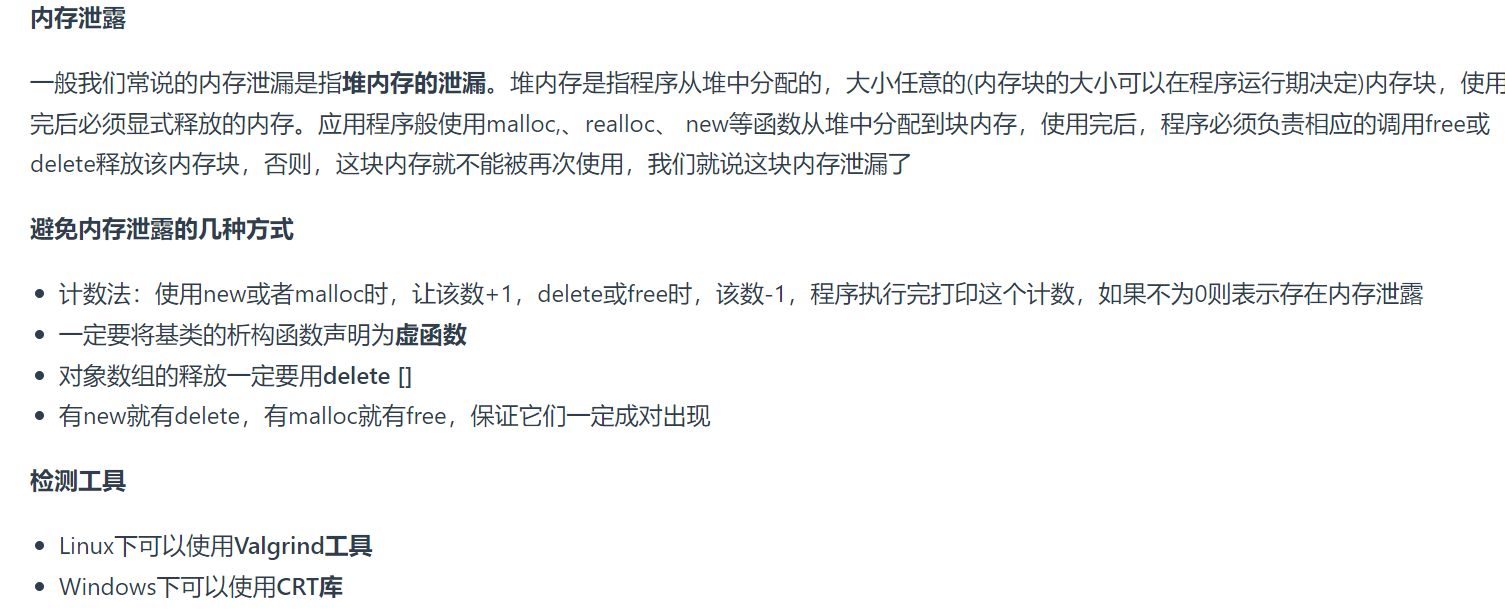 内存泄露
一般我们常说的内存泄漏是指堆内存的泄漏。堆内存是指程序从堆中分配的，大小任意的(内存块的大小可以在程序运行期决定)内存块，使用
完后必须显式释放的内存。应用程序般使用malloc,、realloc、 new等函数从堆中分配到块内存，使用完后，程序必须负责相应的调用free或
delete释放该内存块，否则，这块内存就不能被再次使用，我们就说这块内存泄漏了
避免内存泄露的几种方式
• 计数法：使用new或者malloc时，让该数+1，delete或free时，该数-1，程序执行完打印这个计数，如果不为0则表示存在内存泄露
• 一定要将基类的析构函数声明为虚函数
• 对象数组的释放一定要用delete []
• 有new就有delete，有malloc就有free，保证它们一定成对出现
检测工具
• Linux下可以使用Valgrind工具
• Windows下可以使用CRT库